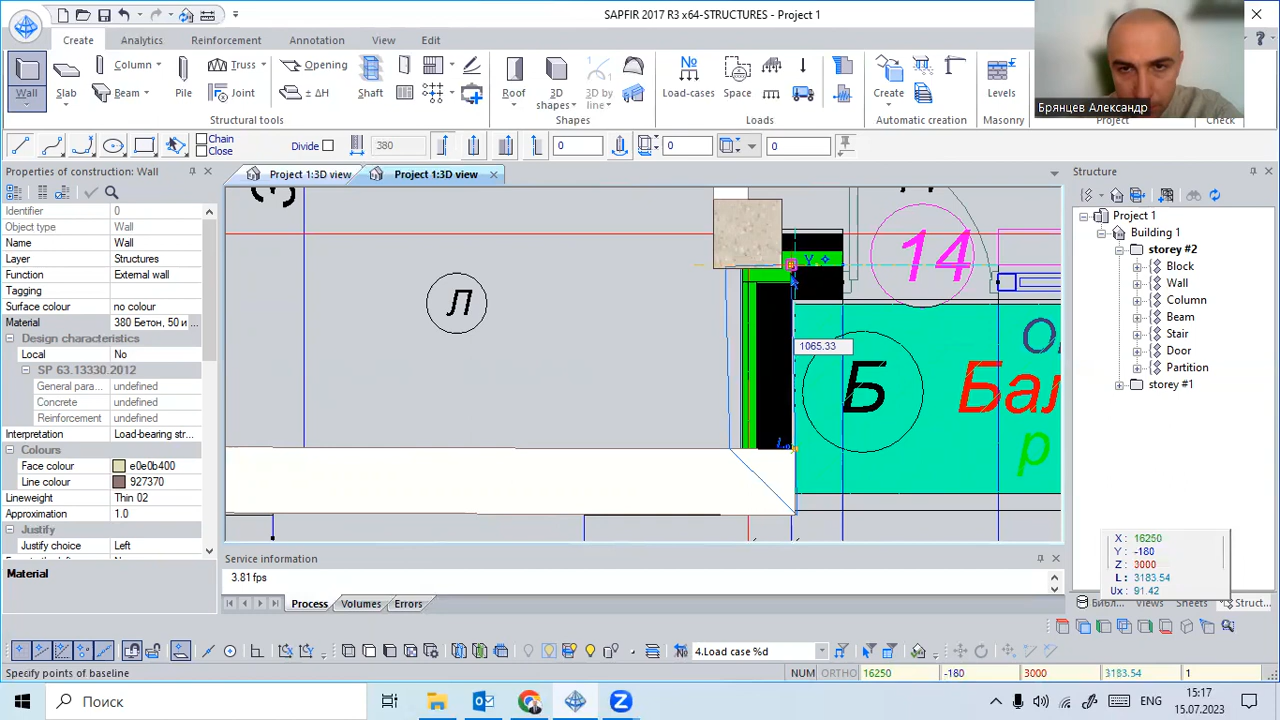 SAPFIR 2017 R3 x64-STRUCTURES - Project 1
Create Analytics Reinforcement Annotation View Edit
Wall Slab Column Beam Pile Truss Joint Opening ± ΔH Shaft
Structural tools
Roof 3D shapes 3D by line
Shapes
Load-cases Space
Loads
Create
Automatic creation
Levels
Masonry
Project
Check
Брянцев Александр
Chain
Close
Divide 380 0 0 0
Properties of construction: Wall
Project 1:3D view Project 1:3D view
Structure
Identifier 0
Object type Wall
Name Wall
Layer Structures
Function External wall
Tagging
Surface colour no colour
Material 380 Бетон, 50 и ...
Design characteristics
Local No
SP 63.13330.2012
General para... undefined
Concrete undefined
Reinforcement undefined
Interpretation Load-bearing str...
Colours
Face colour e0e0b400
Line colour 927370
Lineweight Thin 02
Approximation 1.0
Justify
Justify choice Left
Material
Л
14
Y
1065.33
Б
Бал
р
Project 1
Building 1
storey #2
Block
Wall
Column
Beam
Stair
Door
Partition
storey #1
X : 16250
Y : -180
Z : 3000
L : 3183.54
Ux : 91.42
Service information
3.81 fps
Process Volumes Errors
Библ... Views Sheets Struct...
4.Load case %d
Specify points of baseline
NUM ORTHO 16250 -180 3000 3183.54 1
Поиск
ENG
15:17
15.07.2023